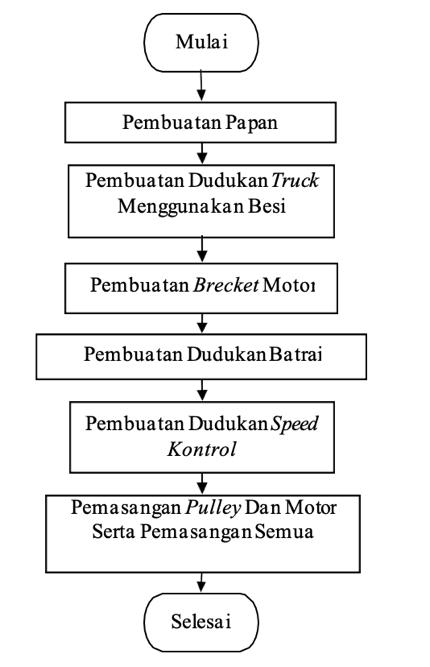 Mulai
Pembuatan Papan
Pembuatan Dudukan Truck
Menggunakan Besi
Pembuatan Brecket Motor
Pembuatan Dudukan Batrai
Pembuatan Dudukan Speed
Kontrol
Pemasangan Pulley Dan Motor
Serta Pemasangan Semua
Selesai